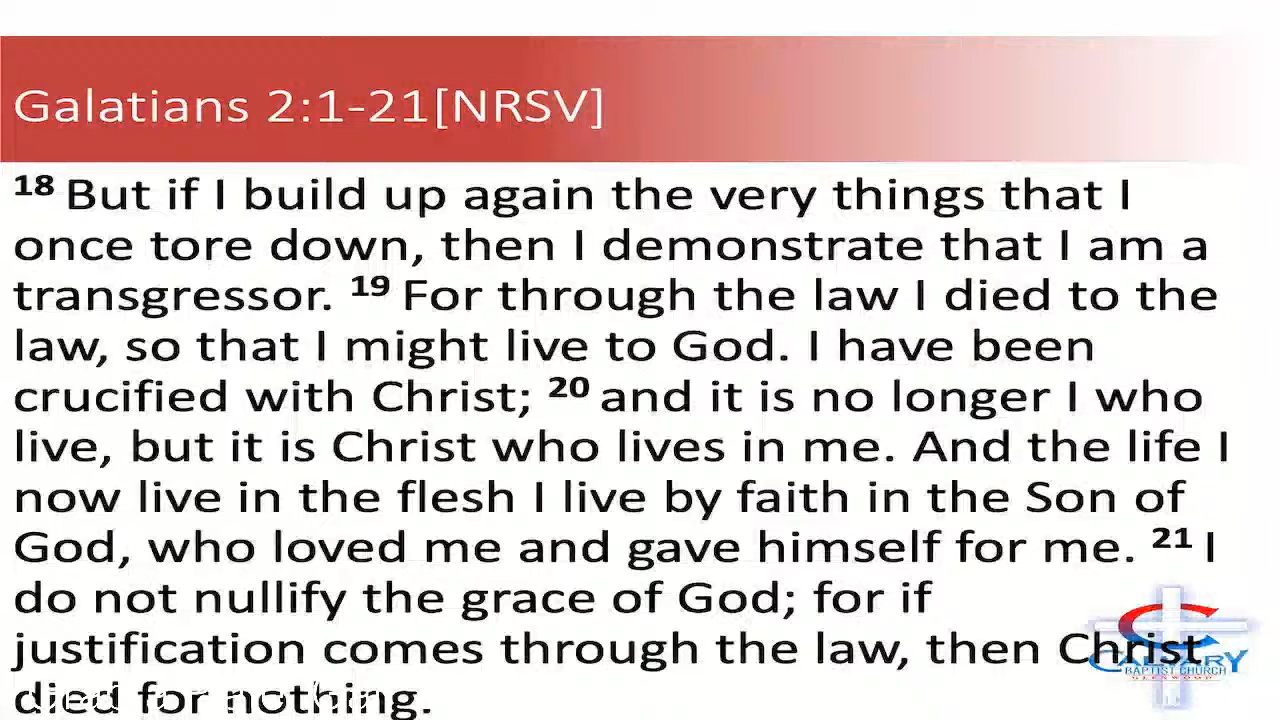 Galatians 2:1-21[NRSV]
18 But if I build up again the very things that I
once tore down, then I demonstrate that I am a
transgressor. 19 For through the law I died to the
law, so that I might live to God. I have been
crucified with Christ; 20 and it is no longer I who
live, but it is Christ who lives in me. And the life I
now live in the flesh I live by faith in the Son of
God, who loved me and gave himself for me. 21 I
do not nullify the grace of God; for if
justification comes through the law, then Christ
died for nothing.
CALVARY
BAPTIST CHURCH
GLENWOOD